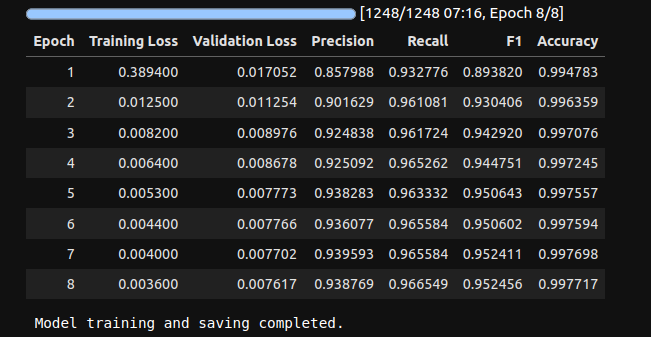 [1248/1248 07:16, Epoch 8/8]
Epoch Training Loss Validation Loss Precision Recall F1 Accuracy
1 0.389400 0.017052 0.857988 0.932776 0.893820 0.994783
2 0.012500 0.011254 0.901629 0.961081 0.930406 0.996359
3 0.008200 0.008976 0.924838 0.961724 0.942920 0.997076
4 0.006400 0.008678 0.925092 0.965262 0.944751 0.997245
5 0.005300 0.007773 0.938283 0.963332 0.950643 0.997557
6 0.004400 0.007766 0.936077 0.965584 0.950602 0.997594
7 0.004000 0.007702 0.939593 0.965584 0.952411 0.997698
8 0.003600 0.007617 0.938769 0.966549 0.952456 0.997717
Model training and saving completed.